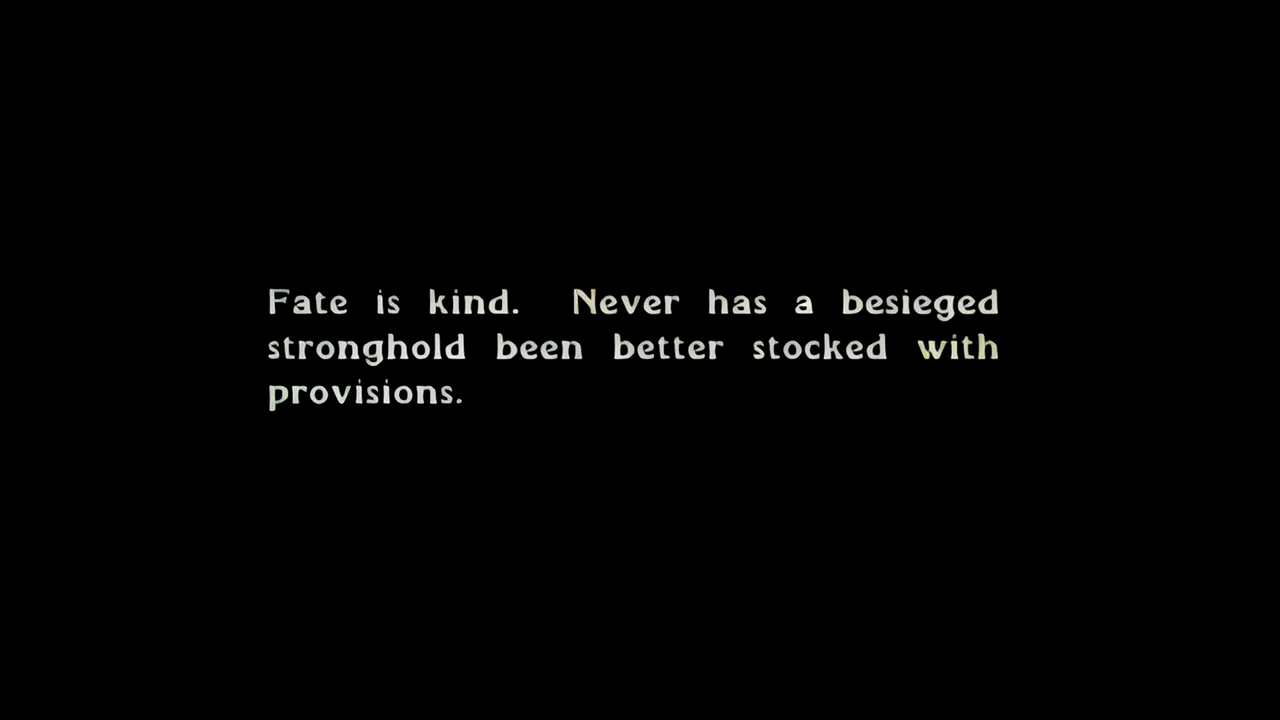 Fate is kind. Never has a besieged
stronghold been better stocked with
provisions.